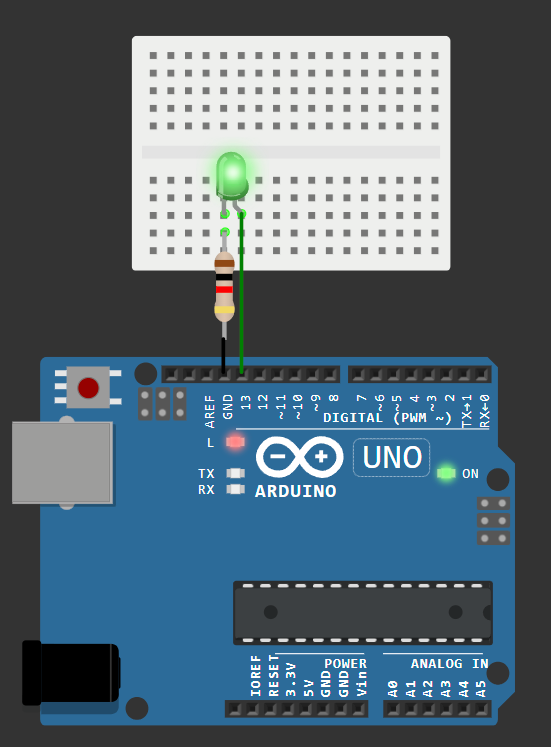 AREF
GND
13
12
~11
~10
~9
8
7
~6
~5
4
~3
2
TX→1
RX←0
DIGITAL (PWM ~)
L
TX
RX
UNO
ON
ARDUINO
POWER
ANALOG IN
IOREF
RESET
3.3V
5V
GND
GND
Vin
A0
A1
A2
A3
A4
A5